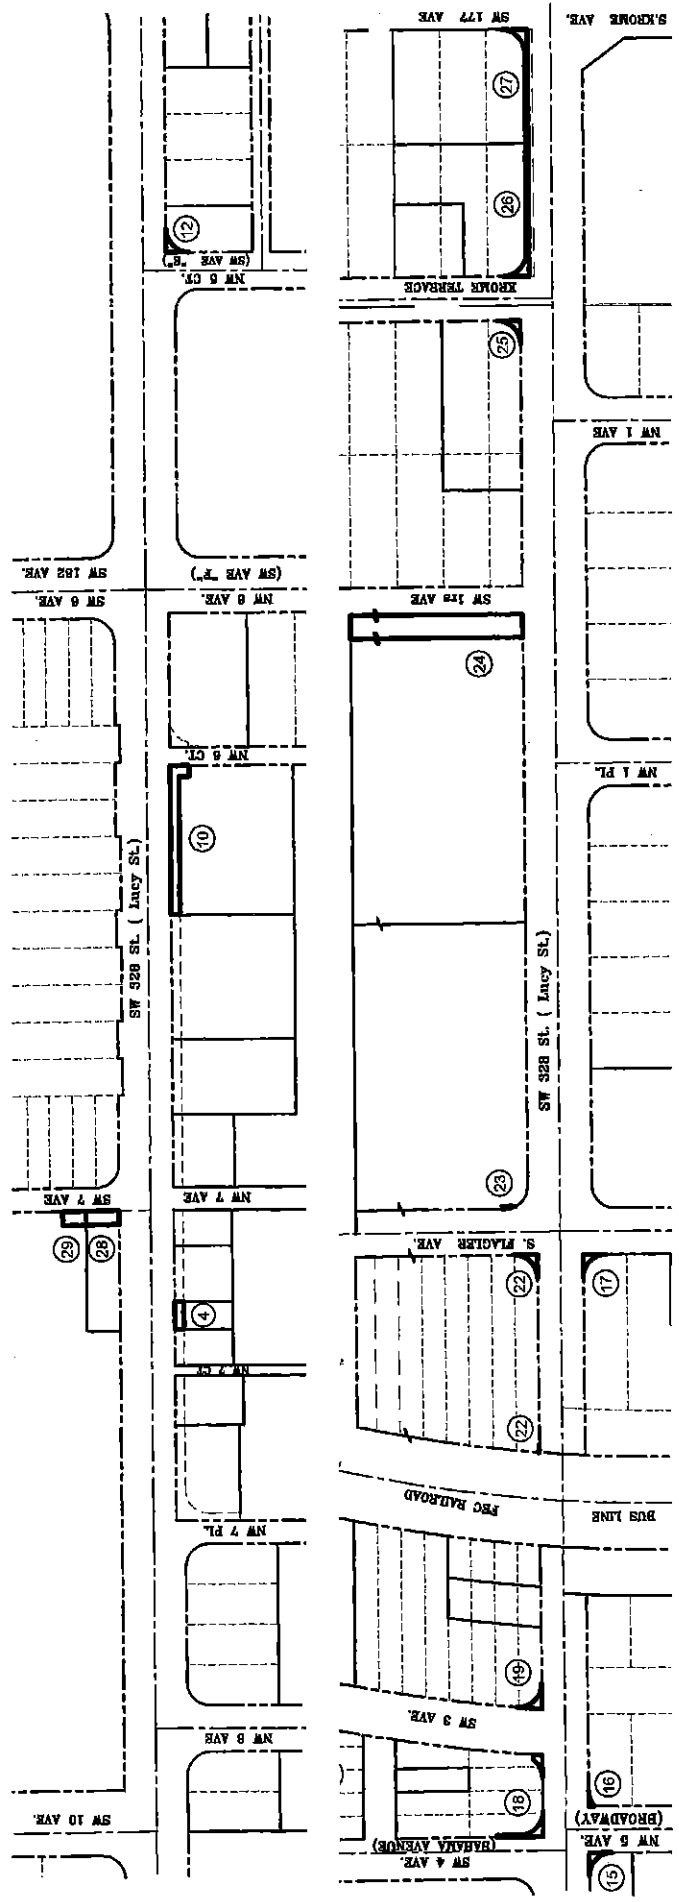 SW 177 AVE
S.KROME AVE.
27
26
12
(SW AVE "E")
NW 5 CT.
KROME TERRACE
25
NW 1 AVE
SW 182 AVE.
(SW AVE "F")
SW 6 AVE.
NW 6 AVE.
SW 1rs AVE
24
NW 6 CT.
NW 1 PL.
10
SW 328 St. ( Lucy St.)
SW 328 St. ( Lucy St.)
23
SW 7 AVE
NW 7 AVE
S. FLAGLER AVE.
29
28
22
17
4
NW 7 CT
22
FEC RAILROAD
BUS LINE
NW 7 PL.
19
SW 3 AVE.
NW 8 AVE
18
16
SW 10 AVE.
(BROADWAY)
NW 5 AVE.
(BAHAMA AVENUE)
SW 4 AVE.
15